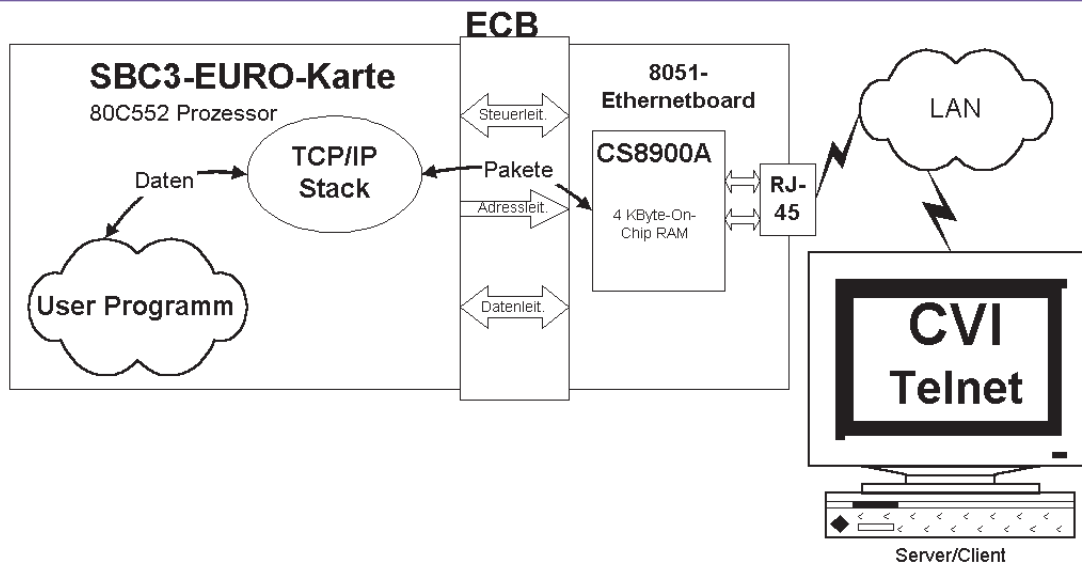 ECB
SBC3-EURO-Karte
80C552 Prozessor
8051-
Ethernetboard
Steuerleit.
TCP/IP
Stack
Daten
Pakete
CS8900A
4 KByte-On-
Chip RAM
RJ-
45
LAN
Adressleit.
User Programm
Datenleit.
CVI
Telnet
Server/Client